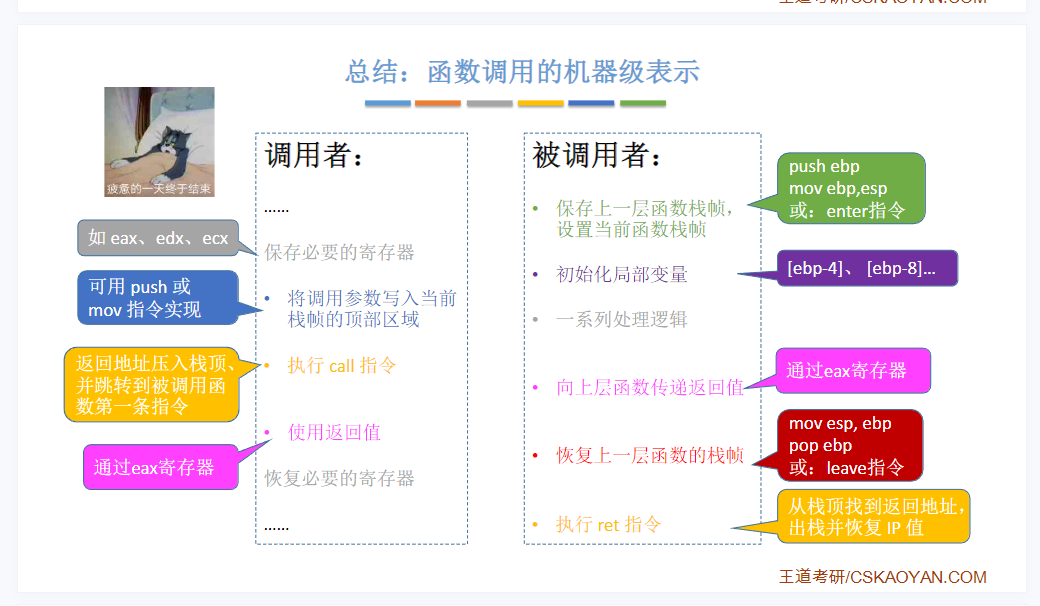 王道考研/CSKAOYAN.COM
总结：函数调用的机器级表示
疲惫的一天终于结束
调用者：
......
如 eax、edx、ecx
保存必要的寄存器
可用 push 或
mov 指令实现
• 将调用参数写入当前
栈帧的顶部区域
返回地址压入栈顶、
并跳转到被调用函
数第一条指令
• 执行 call 指令
• 使用返回值
通过eax寄存器
恢复必要的寄存器
......
被调用者：
• 保存上一层函数栈帧，
设置当前函数栈帧
push ebp
mov ebp,esp
或：enter指令
• 初始化局部变量
[ebp-4]、 [ebp-8]...
• 一系列处理逻辑
• 向上层函数传递返回值
通过eax寄存器
• 恢复上一层函数的栈帧
mov esp, ebp
pop ebp
或：leave指令
• 执行 ret 指令
从栈顶找到返回地址，
出栈并恢复 IP 值
王道考研/CSKAOYAN.COM